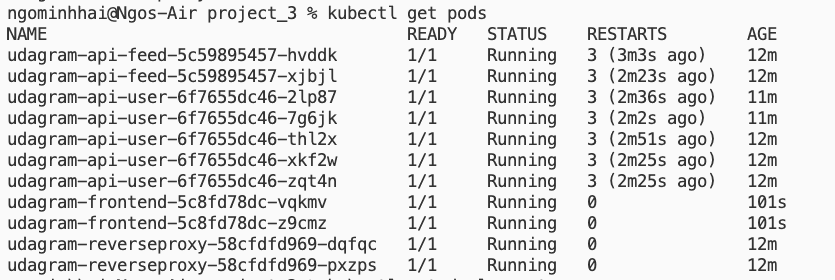 ngominhhai@Ngos-Air project_3 % kubectl get pods
NAME READY STATUS RESTARTS AGE
udagram-api-feed-5c59895457-hvddk 1/1 Running 3 (3m3s ago) 12m
udagram-api-feed-5c59895457-xjbjl 1/1 Running 3 (2m23s ago) 12m
udagram-api-user-6f7655dc46-2lp87 1/1 Running 3 (2m36s ago) 11m
udagram-api-user-6f7655dc46-7g6jk 1/1 Running 3 (2m2s ago) 11m
udagram-api-user-6f7655dc46-thl2x 1/1 Running 3 (2m51s ago) 12m
udagram-api-user-6f7655dc46-xkf2w 1/1 Running 3 (2m25s ago) 12m
udagram-api-user-6f7655dc46-zqt4n 1/1 Running 3 (2m25s ago) 12m
udagram-frontend-5c8fd78dc-vqkmv 1/1 Running 0 101s
udagram-frontend-5c8fd78dc-z9cmz 1/1 Running 0 101s
udagram-reverseproxy-58cfdfd969-dqfqc 1/1 Running 0 12m
udagram-reverseproxy-58cfdfd969-pxzps 1/1 Running 0 12m